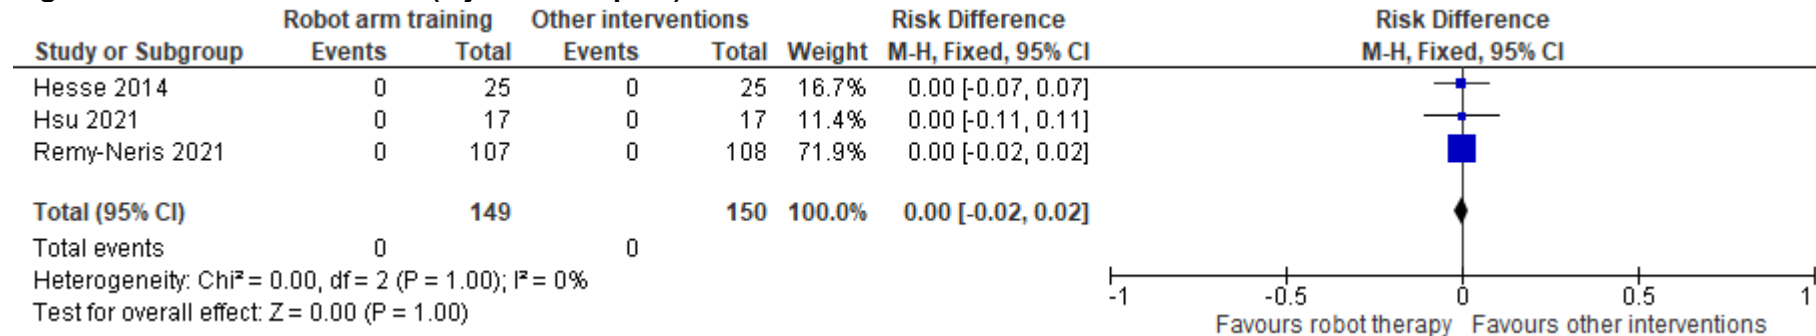 Robot arm training Other interventions Risk Difference Risk Difference
Study or Subgroup Events Total Events Total Weight M-H, Fixed, 95% CI M-H, Fixed, 95% CI
Hesse 2014 0 25 0 25 16.7% 0.00 [-0.07, 0.07]
Hsu 2021 0 17 0 17 11.4% 0.00 [-0.11, 0.11]
Remy-Neris 2021 0 107 0 108 71.9% 0.00 [-0.02, 0.02]
Total (95% CI) 149 150 100.0% 0.00 [-0.02, 0.02]
Total events 0 0
Heterogeneity: Chi² = 0.00, df = 2 (P = 1.00); I² = 0%
Test for overall effect: Z = 0.00 (P = 1.00)
-1 -0.5 0 0.5 1
Favours robot therapy Favours other interventions